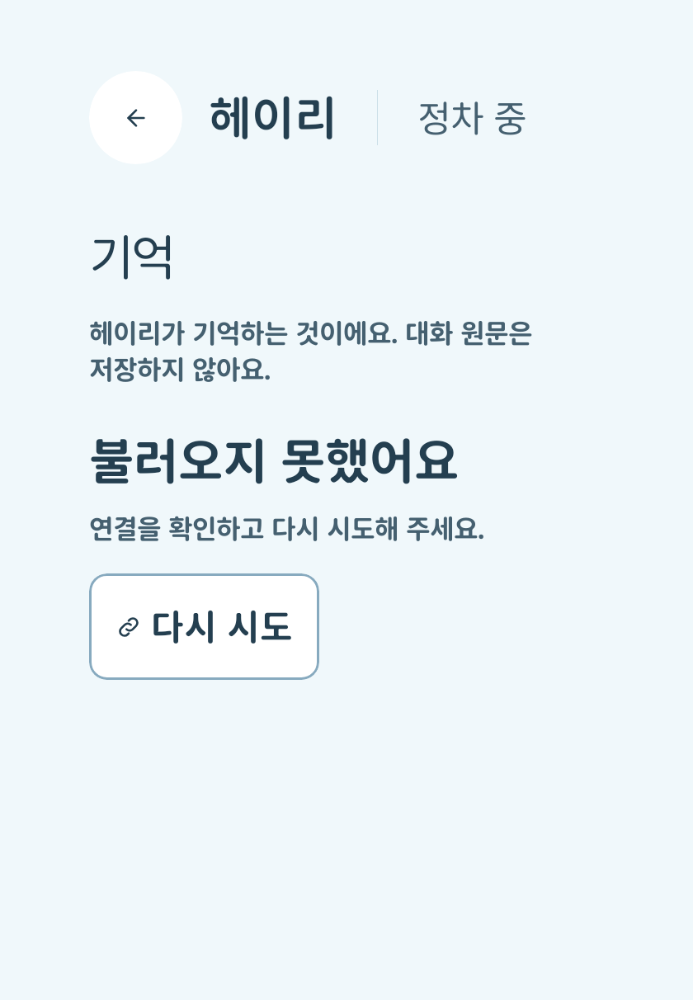 헤이리
정차 중
기억
헤이리가 기억하는 것이에요. 대화 원문은
저장하지 않아요.
불러오지 못했어요
연결을 확인하고 다시 시도해 주세요.
다시 시도